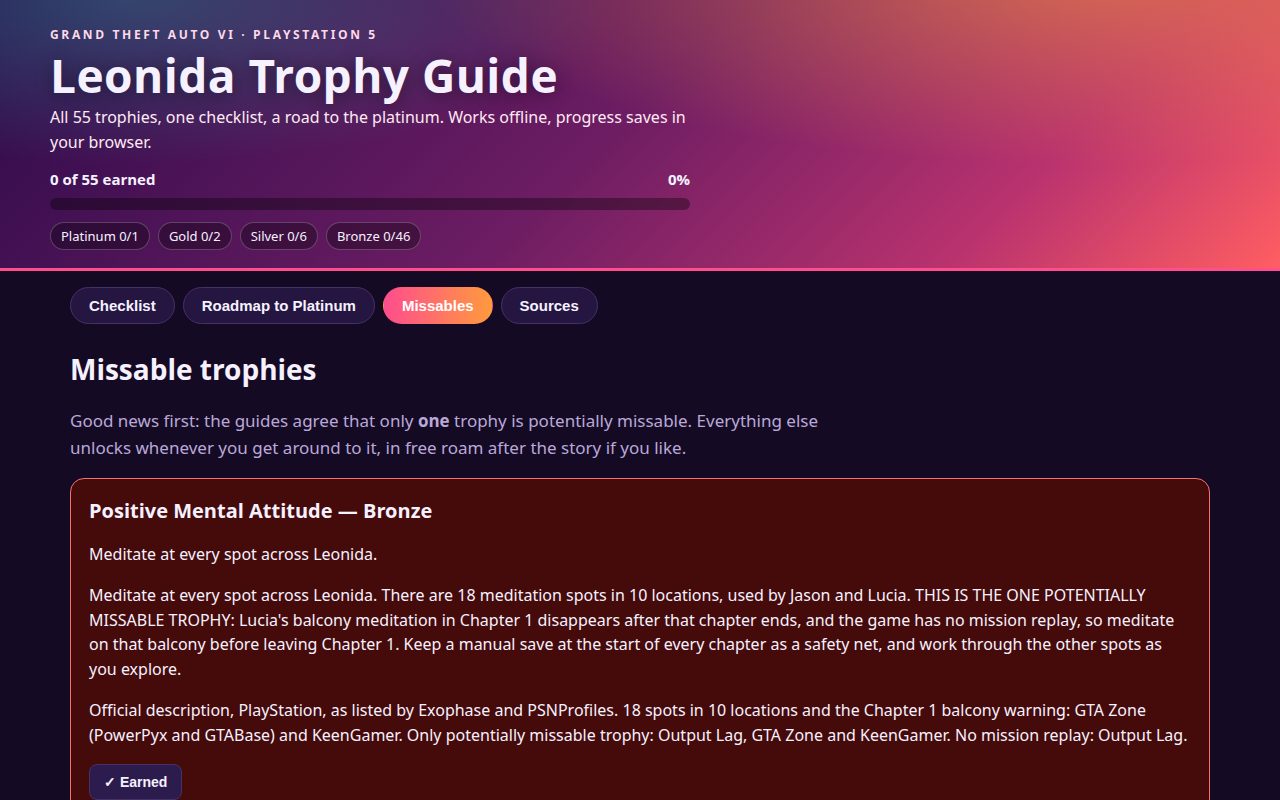 GRAND THEFT AUTO VI · PLAYSTATION 5
Leonida Trophy Guide
All 55 trophies, one checklist, a road to the platinum. Works offline, progress saves in
your browser.
0 of 55 earned
0%
Platinum 0/1
Gold 0/2
Silver 0/6
Bronze 0/46
Checklist
Roadmap to Platinum
Missables
Sources
Missable trophies
Good news first: the guides agree that only one trophy is potentially missable. Everything else
unlocks whenever you get around to it, in free roam after the story if you like.
Positive Mental Attitude — Bronze
Meditate at every spot across Leonida.
Meditate at every spot across Leonida. There are 18 meditation spots in 10 locations, used by Jason and Lucia. THIS IS THE ONE POTENTIALLY
MISSABLE TROPHY: Lucia's balcony meditation in Chapter 1 disappears after that chapter ends, and the game has no mission replay, so meditate
on that balcony before leaving Chapter 1. Keep a manual save at the start of every chapter as a safety net, and work through the other spots as
you explore.
Official description, PlayStation, as listed by Exophase and PSNProfiles. 18 spots in 10 locations and the Chapter 1 balcony warning: GTA Zone
(PowerPyx and GTABase) and KeenGamer. Only potentially missable trophy: Output Lag, GTA Zone and KeenGamer. No mission replay: Output Lag.
✓ Earned